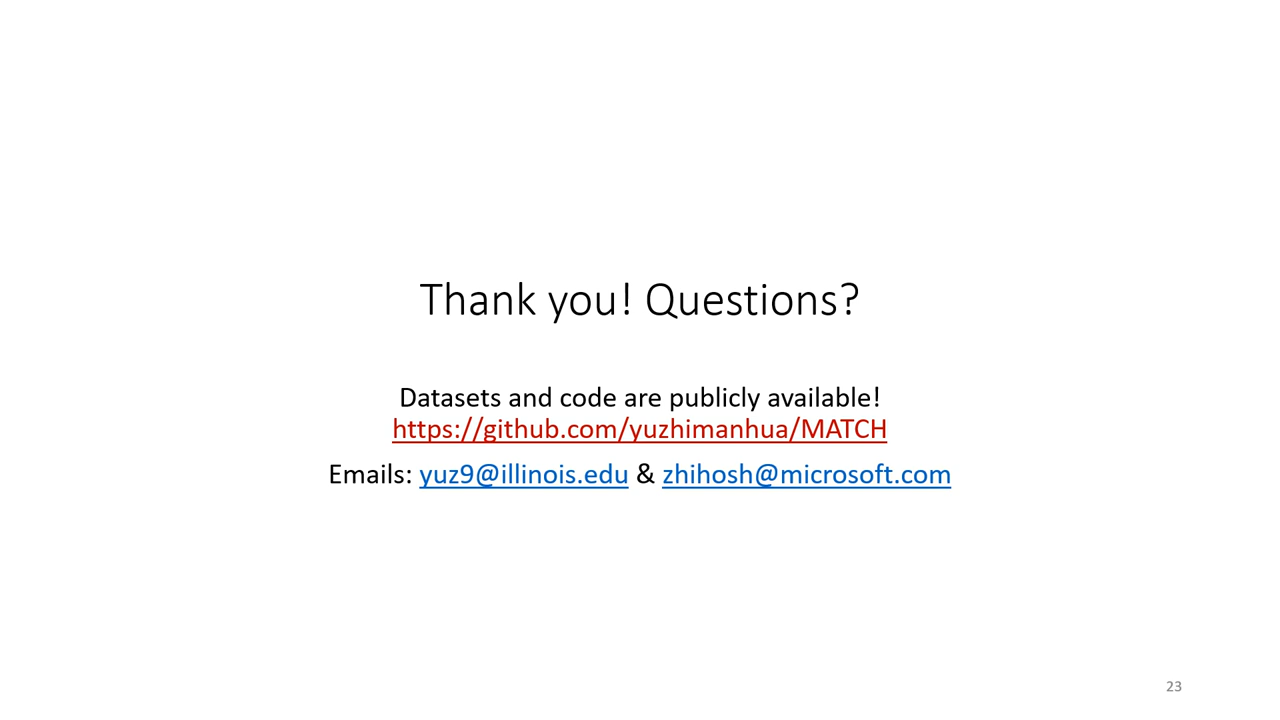 Thank you! Questions?
Datasets and code are publicly available!
https://github.com/yuzhimanhua/MATCH
Emails: yuz9@illinois.edu & zhihosh@microsoft.com
23